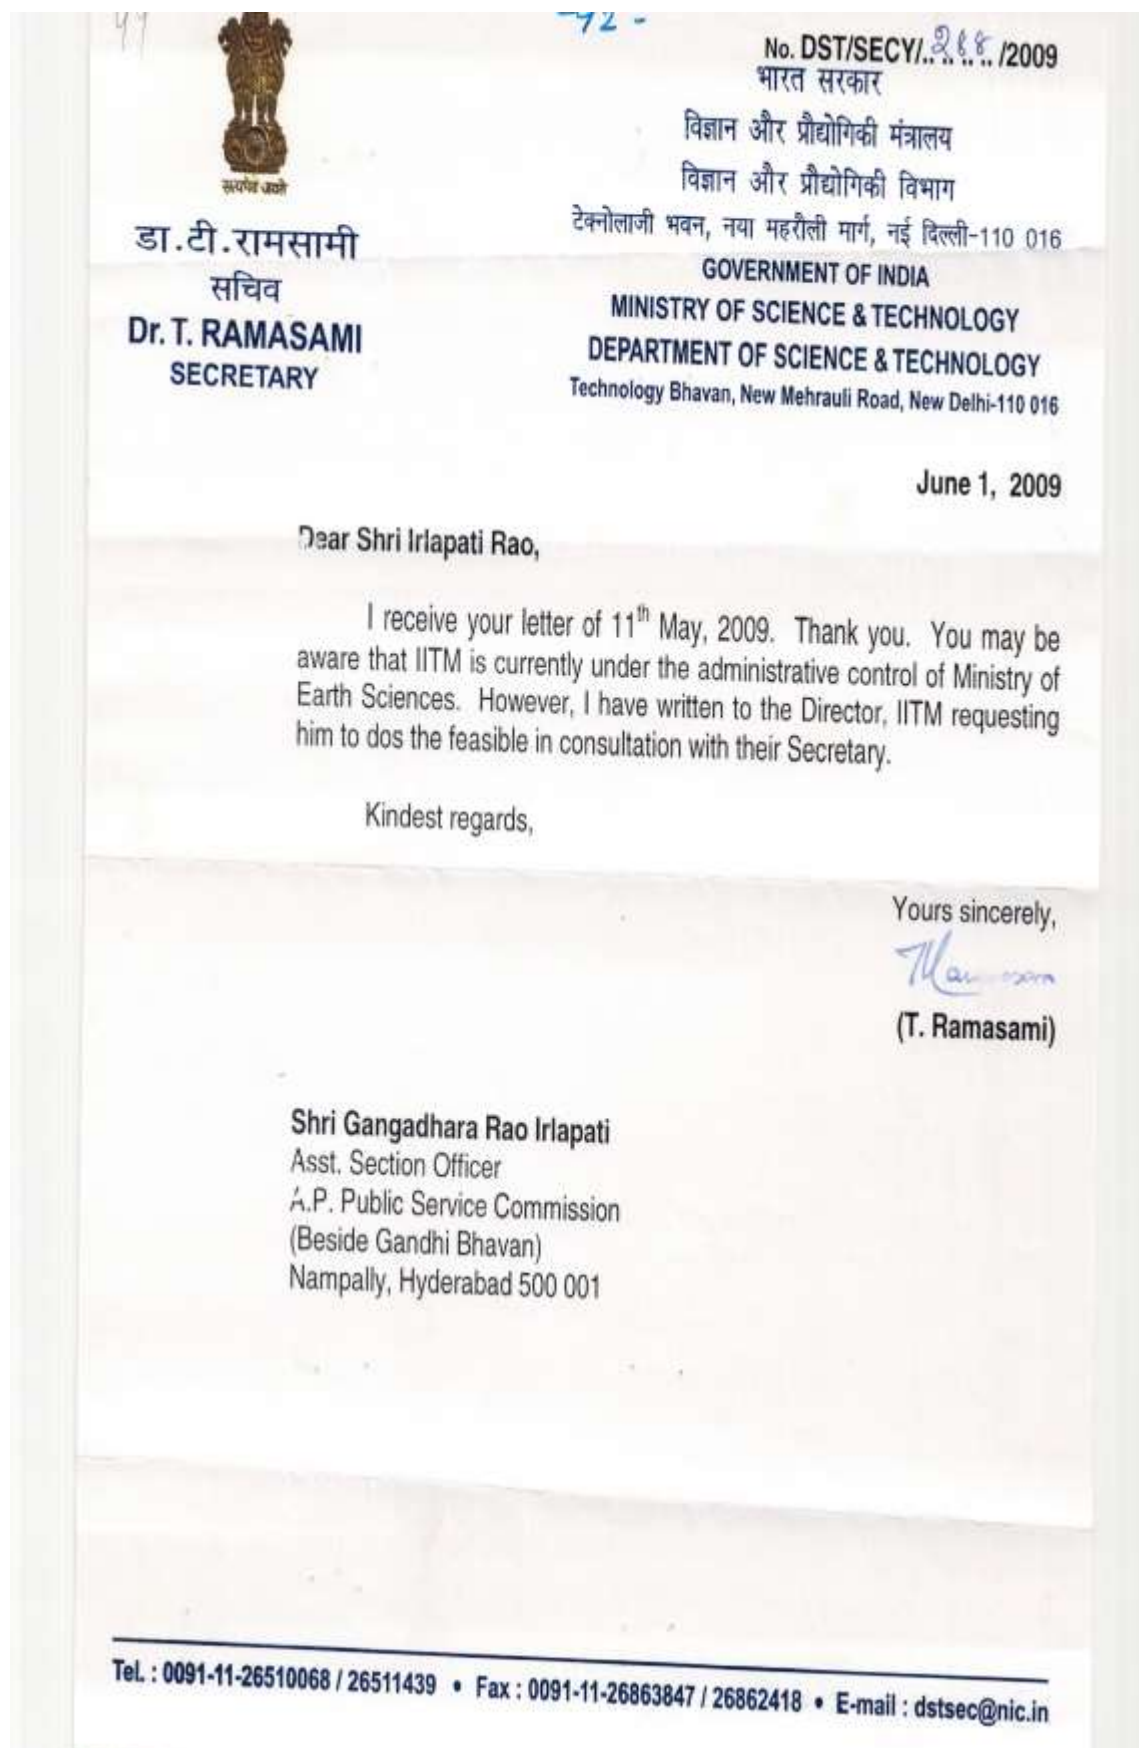 -42-
No. DST/SECY/..288../2009
भारत सरकार
विज्ञान और प्रौद्योगिकी मंत्रालय
विज्ञान और प्रौद्योगिकी विभाग
टेक्नोलाजी भवन, नया महरौली मार्ग, नई दिल्ली-110 016
GOVERNMENT OF INDIA
MINISTRY OF SCIENCE & TECHNOLOGY
DEPARTMENT OF SCIENCE & TECHNOLOGY
Technology Bhavan, New Mehrauli Road, New Delhi-110 016
सत्यमेव जयते
डा.टी.रामसामी
सचिव
Dr. T. RAMASAMI
SECRETARY
June 1, 2009
Dear Shri Irlapati Rao,
I receive your letter of 11th May, 2009. Thank you. You may be
aware that IITM is currently under the administrative control of Ministry of
Earth Sciences. However, I have written to the Director, IITM requesting
him to dos the feasible in consultation with their Secretary.
Kindest regards,
Yours sincerely,
(T. Ramasami)
Shri Gangadhara Rao Irlapati
Asst. Section Officer
A.P. Public Service Commission
(Beside Gandhi Bhavan)
Nampally, Hyderabad 500 001
Tel. : 0091-11-26510068 / 26511439 • Fax : 0091-11-26863847 / 26862418 • E-mail : dstsec@nic.in